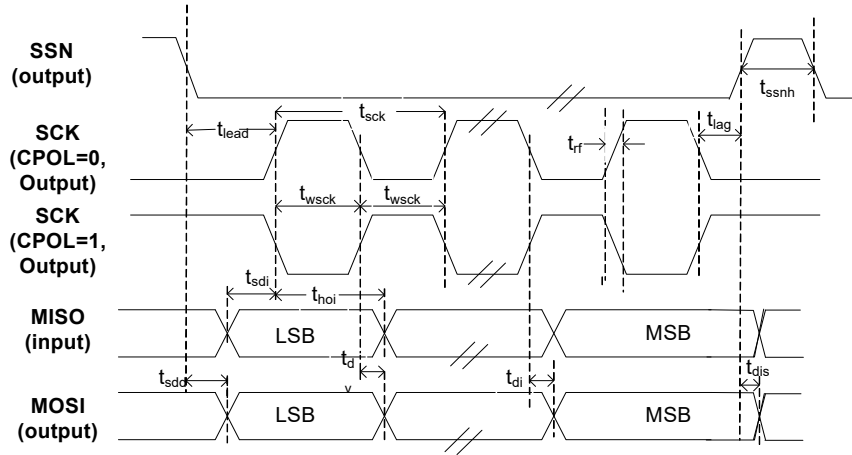 SSN
(output)
t_ssnh
t_sck
t_lead
t_lag
t_rf
SCK
(CPOL=0,
Output)
t_wsck t_wsck
SCK
(CPOL=1,
Output)
t_sdi
t_hoi
MISO
(input)
LSB
MSB
t_d
v
t_sdd
t_di
t_dis
MOSI
(output)
LSB
MSB